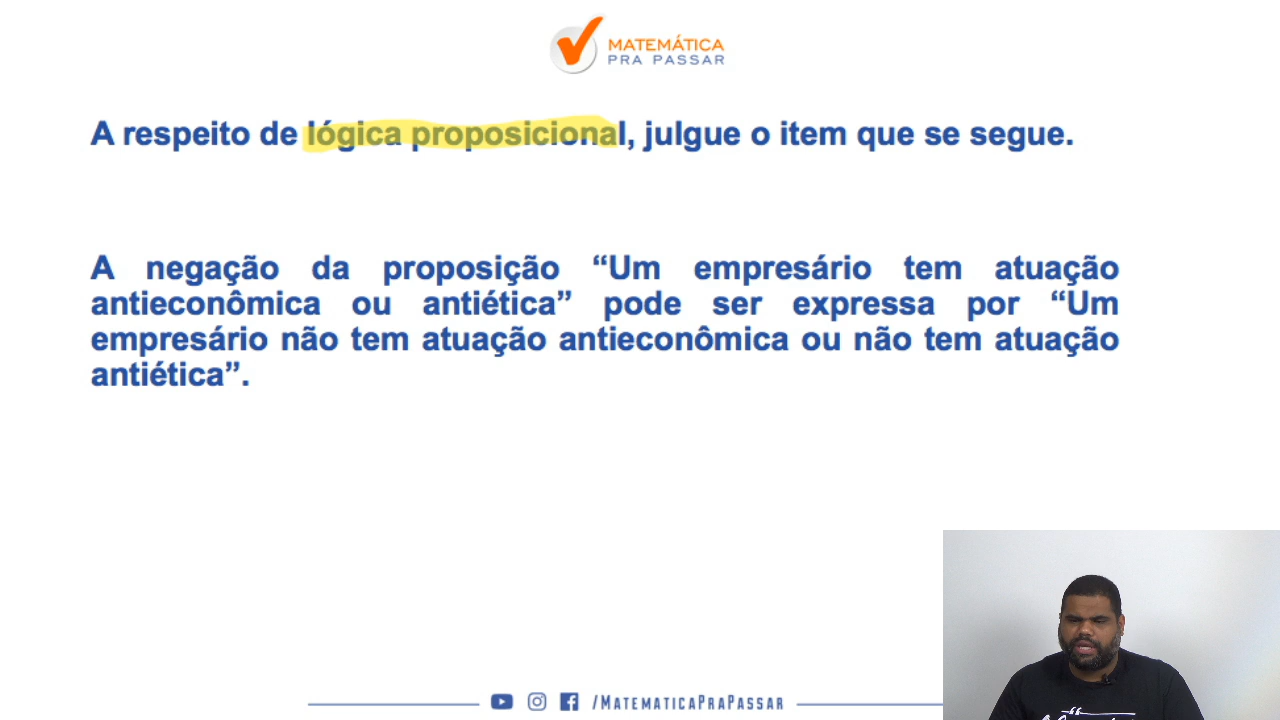 MATEMÁTICA
PRA PASSAR
A respeito de lógica proposicional, julgue o item que se segue.
A negação da proposição “Um empresário tem atuação
antieconômica ou antiética” pode ser expressa por “Um
empresário não tem atuação antieconômica ou não tem atuação
antiética”.
/MATEMATICAPRAPASSAR